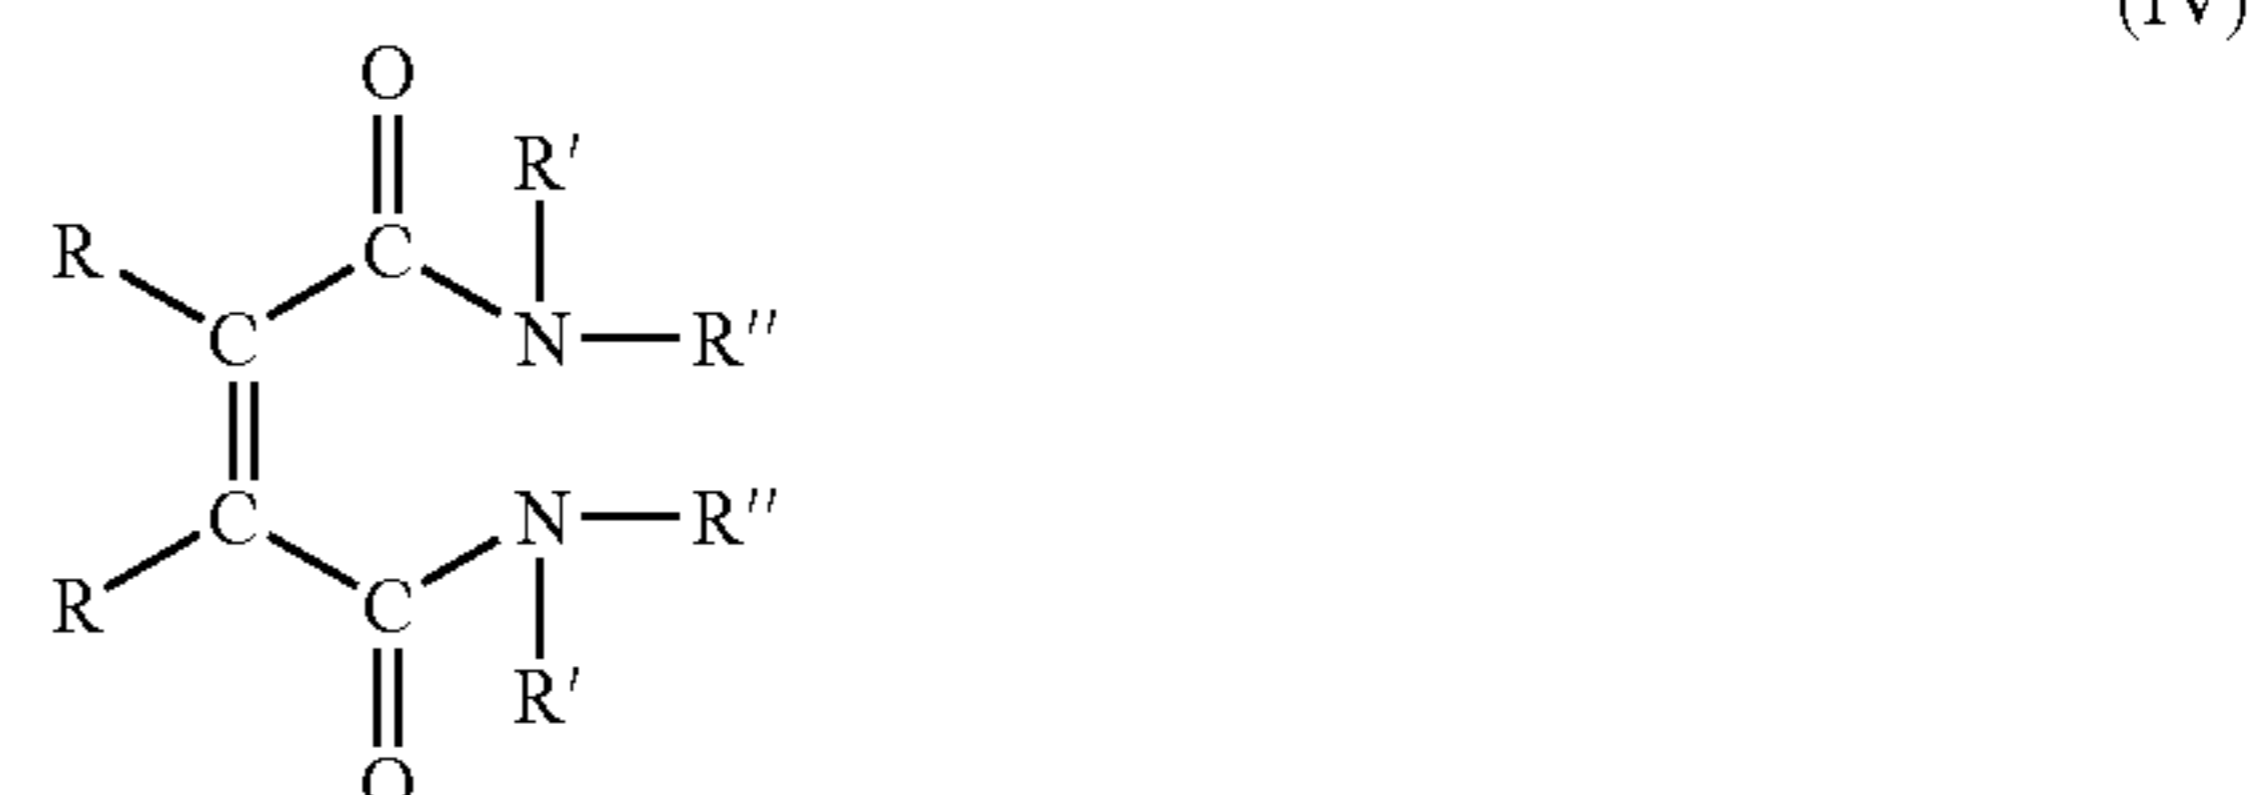 (IV)
O
R'
R C
C N—R"
C N—R"
R C
R'
O